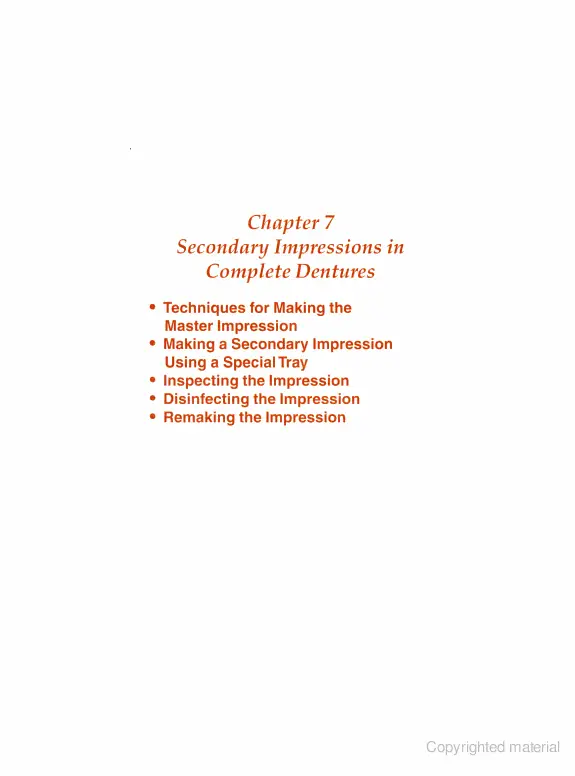 Chapter 7
Secondary Impressions in
Complete Dentures
• Techniques for Making the
Master Impression
• Making a Secondary Impression
Using a Special Tray
• Inspecting the Impression
• Disinfecting the Impression
• Remaking the Impression
Copyrighted material